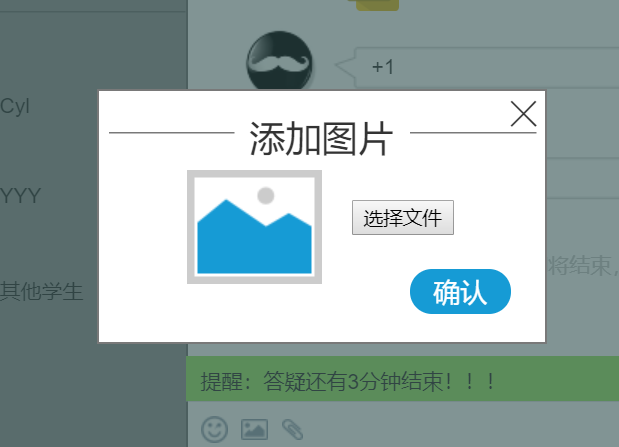 +1
Cyl
添加图片
YYY
选择文件
将结束，
其他学生
确认
提醒：答疑还有3分钟结束！！！